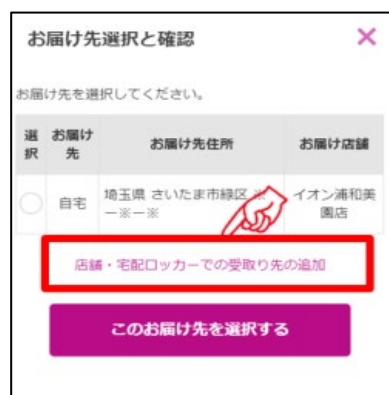 お届け先選択と確認 ×
お届け先を選択してください。
選択 お届け先 お届け先住所 お届け店舗
自宅 埼玉県 さいたま市緑区 ※ イオン浦和美
ー※ー※ 園店
店舗・宅配ロッカーでの受取り先の追加
このお届け先を選択する